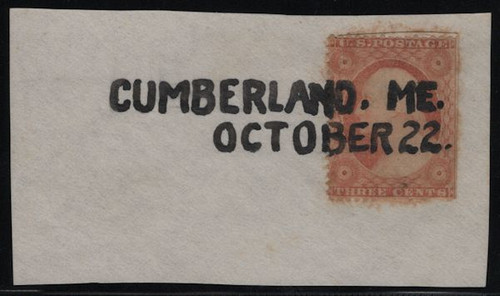 U.S. POSTAGE
CUMBERLAND. ME.
OCTOBER 22.
THREE CENTS